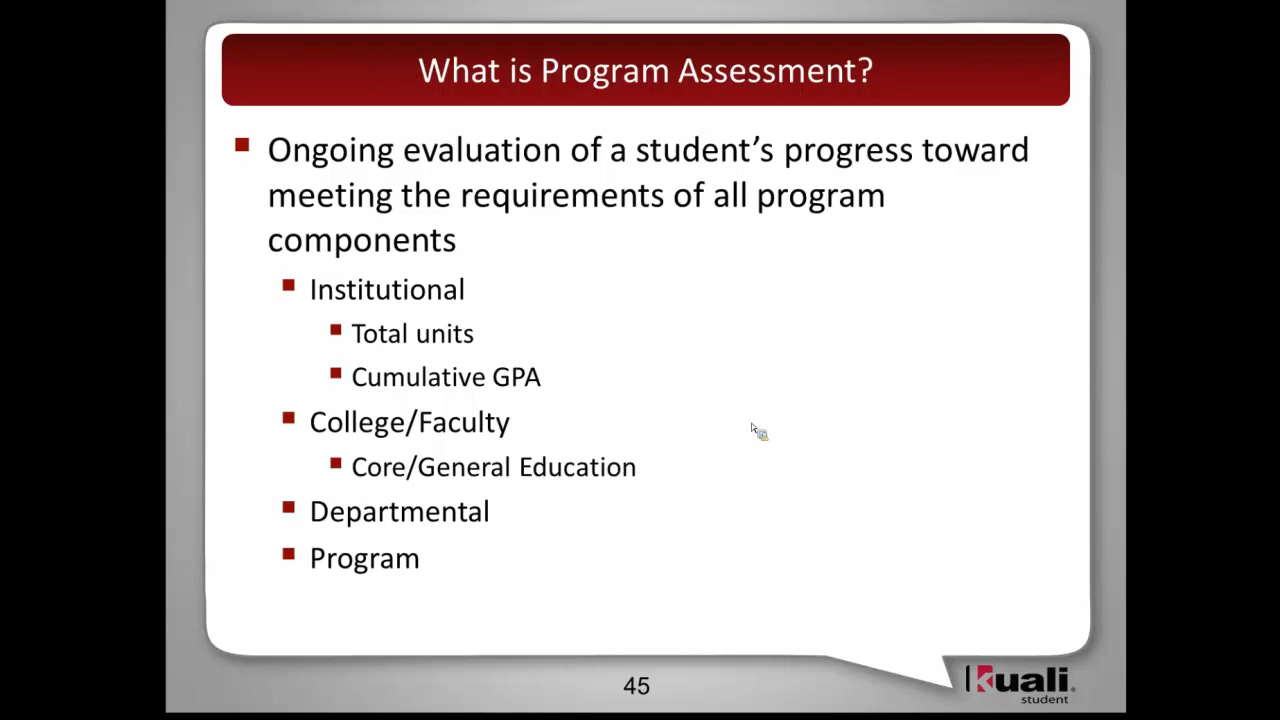 What is Program Assessment?
Ongoing evaluation of a student’s progress toward
meeting the requirements of all program
components
Institutional
Total units
Cumulative GPA
College/Faculty
Core/General Education
Departmental
Program
45
Kuali
student